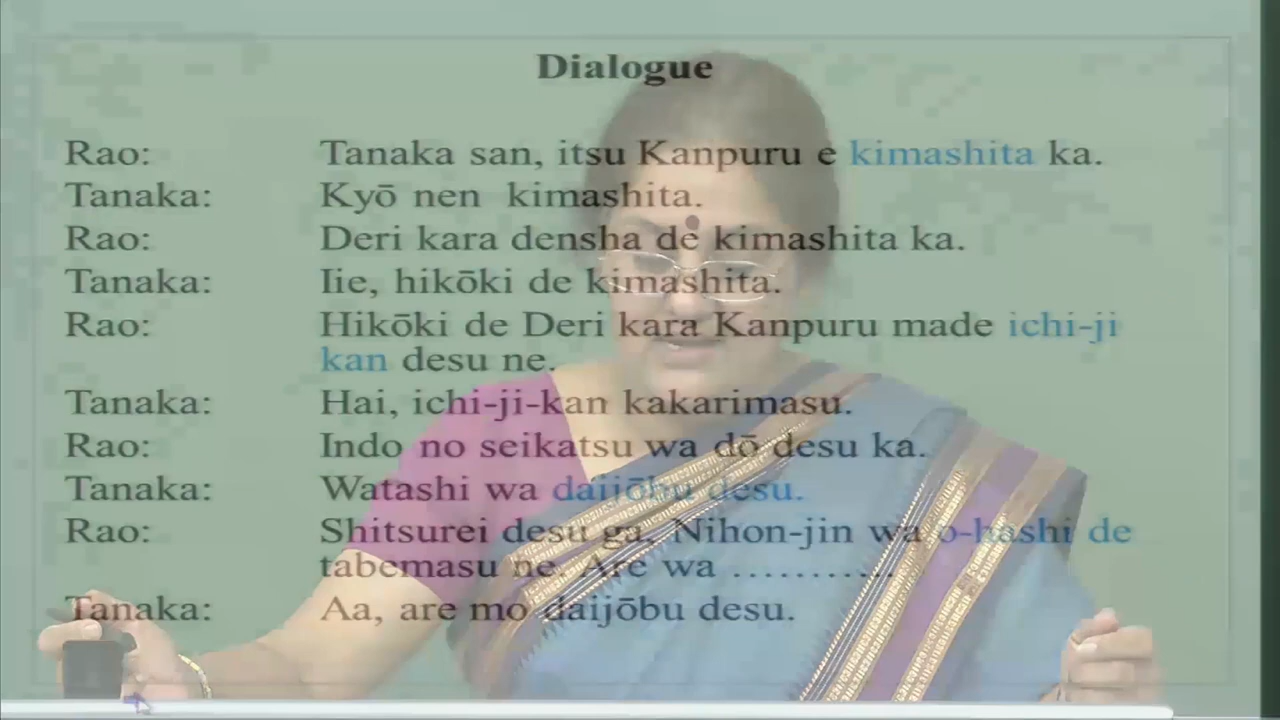 Dialogue
Rao: Tanaka san, itsu Kanpuru e kimashita ka.
Tanaka: Kyō nen kimashita.
Rao: Deri kara densha de kimashita ka.
Tanaka: Iie, hikōki de kimashita.
Rao: Hikōki de Deri kara Kanpuru made ichi-ji
kan desu ne.
Tanaka: Hai, ichi-ji-kan kakarimasu.
Rao: Indo no seikatsu wa dō desu ka.
Tanaka: Watashi wa daijōbu desu.
Rao: Shitsurei desu ga, Nihon-jin wa o-hashi de
tabemasu ne. Are wa ...........
Tanaka: Aa, are mo daijōbu desu.